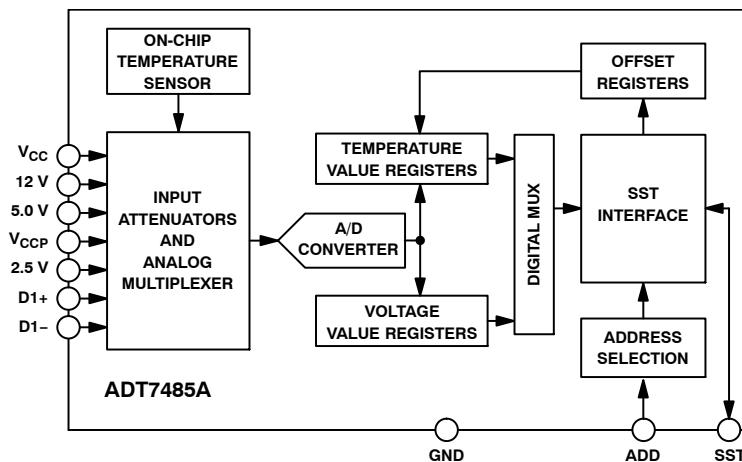 ON-CHIP
TEMPERATURE
SENSOR
OFFSET
REGISTERS
VCC
12 V
5.0 V
VCCP
2.5 V
D1+
D1−
INPUT
ATTENUATORS
AND
ANALOG
MULTIPLEXER
A/D
CONVERTER
TEMPERATURE
VALUE REGISTERS
VOLTAGE
VALUE REGISTERS
DIGITAL MUX
SST
INTERFACE
ADDRESS
SELECTION
ADT7485A
GND
ADD
SST